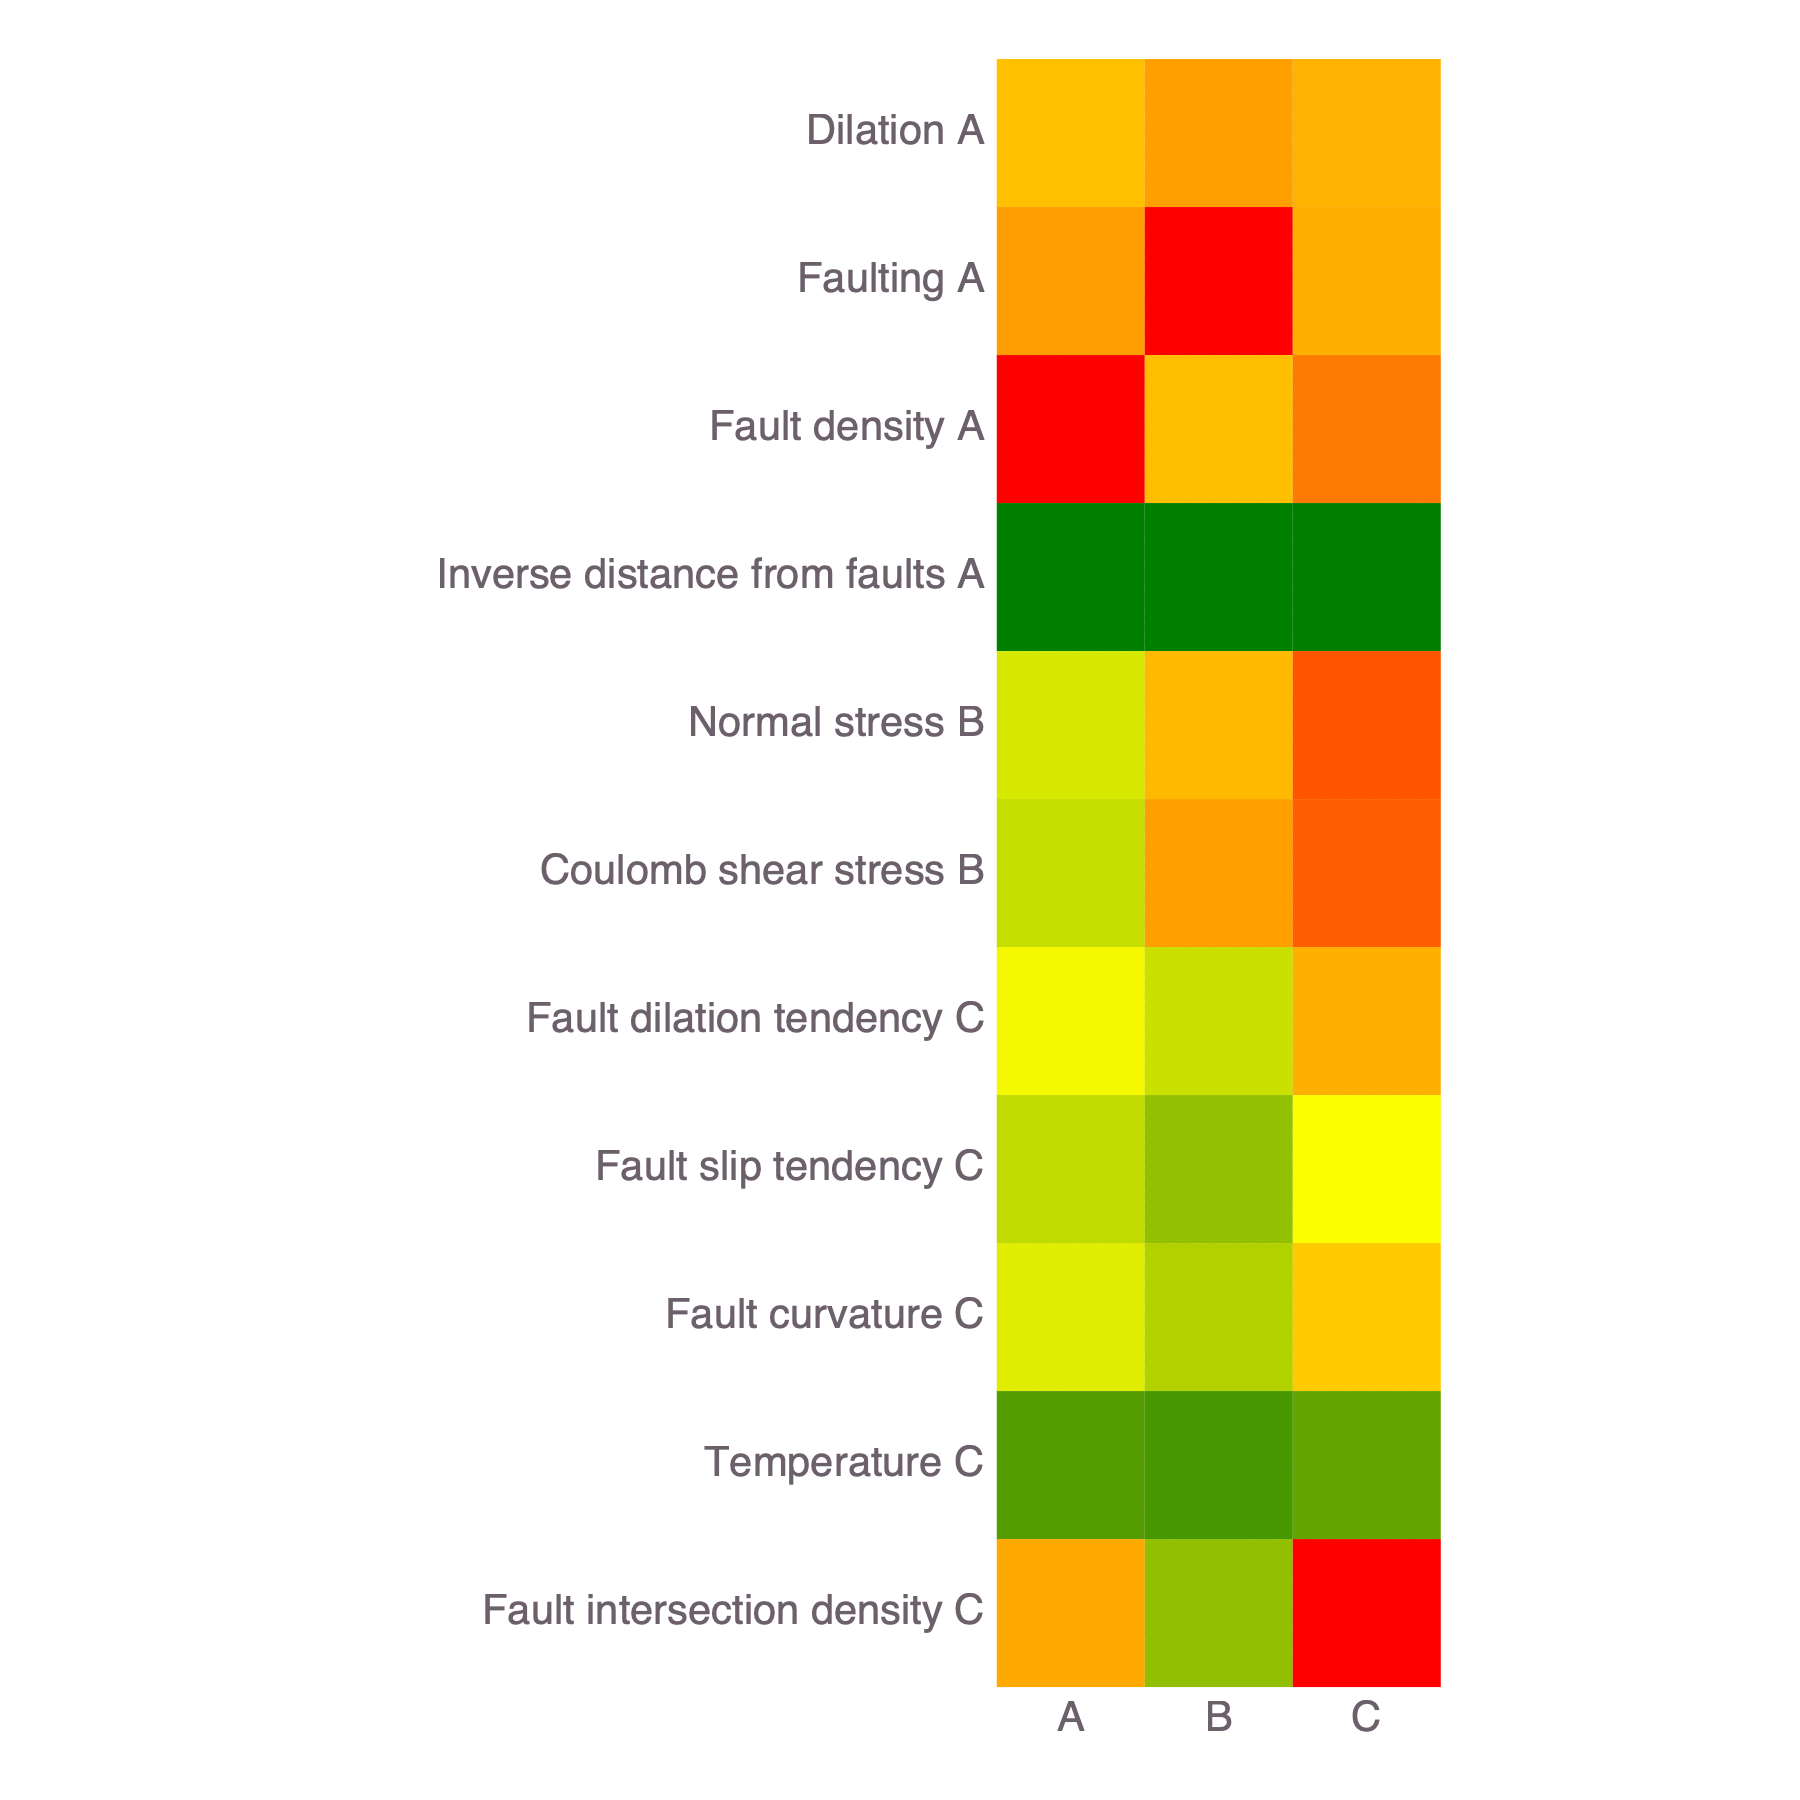 Dilation A
Faulting A
Fault density A
Inverse distance from faults A
Normal stress B
Coulomb shear stress B
Fault dilation tendency C
Fault slip tendency C
Fault curvature C
Temperature C
Fault intersection density C
A B C